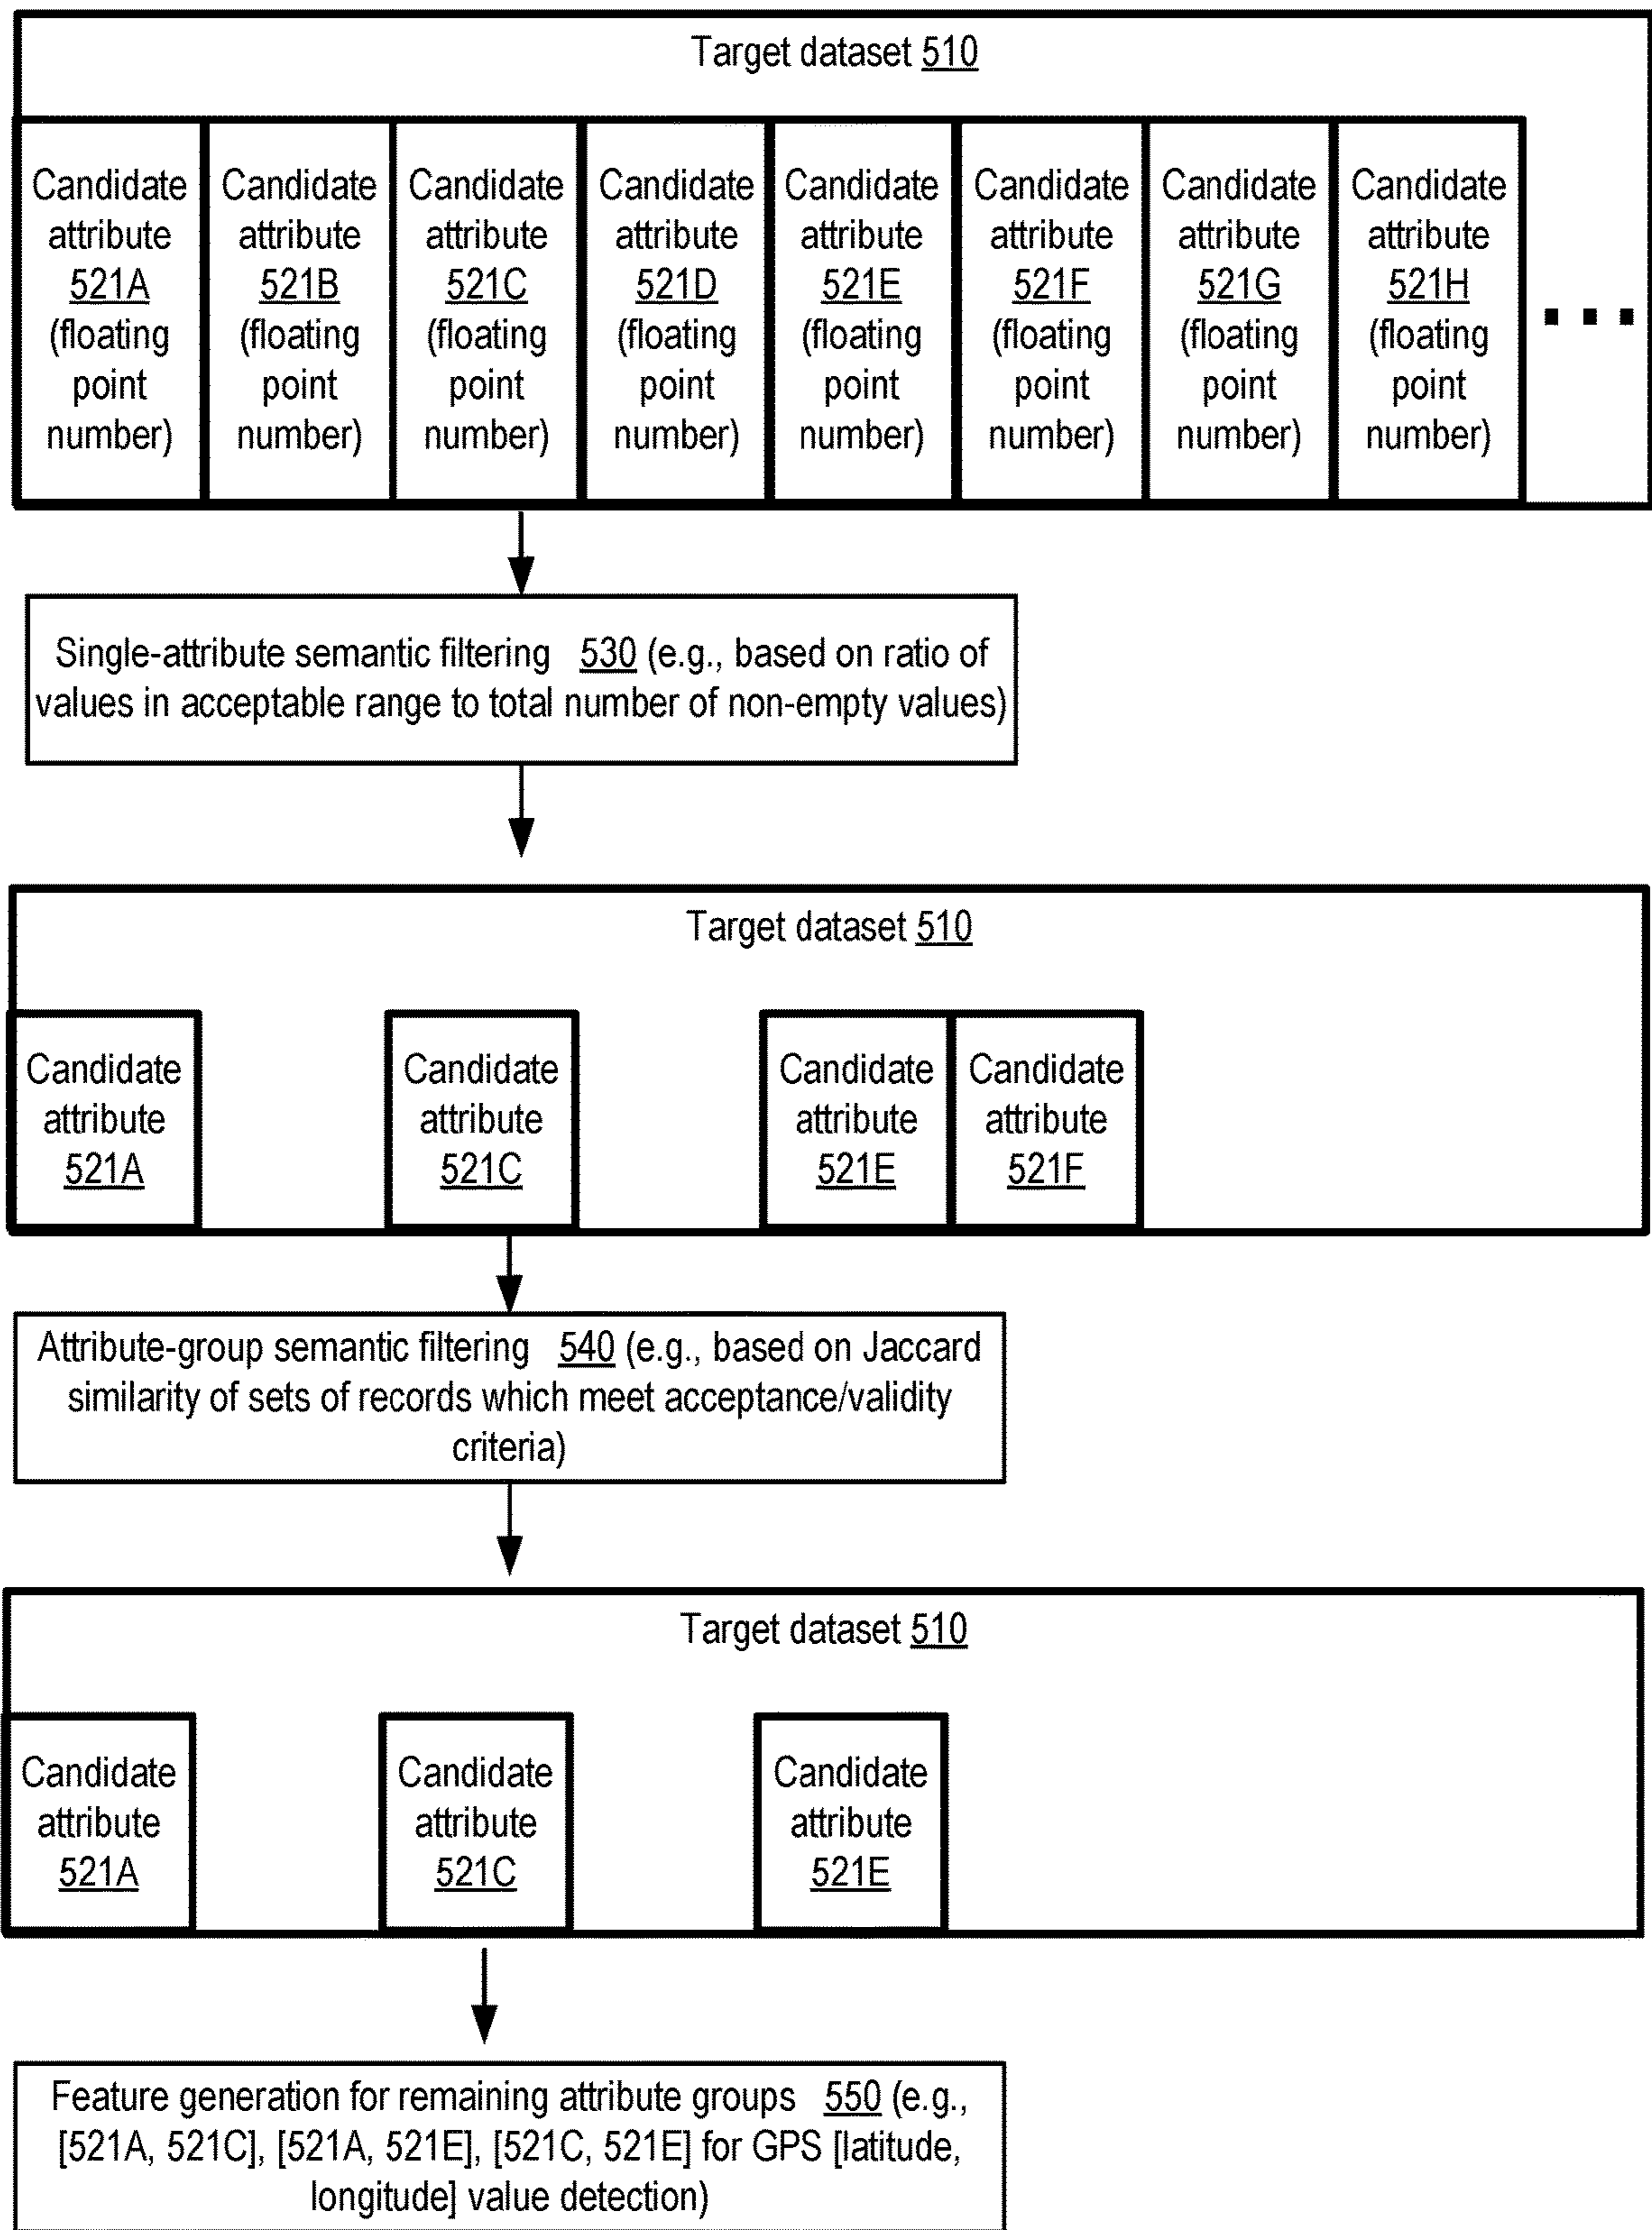 Target dataset 510
Candidate attribute 521A (floating point number)
Candidate attribute 521B (floating point number)
Candidate attribute 521C (floating point number)
Candidate attribute 521D (floating point number)
Candidate attribute 521E (floating point number)
Candidate attribute 521F (floating point number)
Candidate attribute 521G (floating point number)
Candidate attribute 521H (floating point number)
Single-attribute semantic filtering 530 (e.g., based on ratio of
values in acceptable range to total number of non-empty values)
Target dataset 510
Candidate attribute 521A
Candidate attribute 521C
Candidate attribute 521E
Candidate attribute 521F
Attribute-group semantic filtering 540 (e.g., based on Jaccard
similarity of sets of records which meet acceptance/validity
criteria)
Target dataset 510
Candidate attribute 521A
Candidate attribute 521C
Candidate attribute 521E
Feature generation for remaining attribute groups 550 (e.g.,
[521A, 521C], [521A, 521E], [521C, 521E] for GPS [latitude,
longitude] value detection)